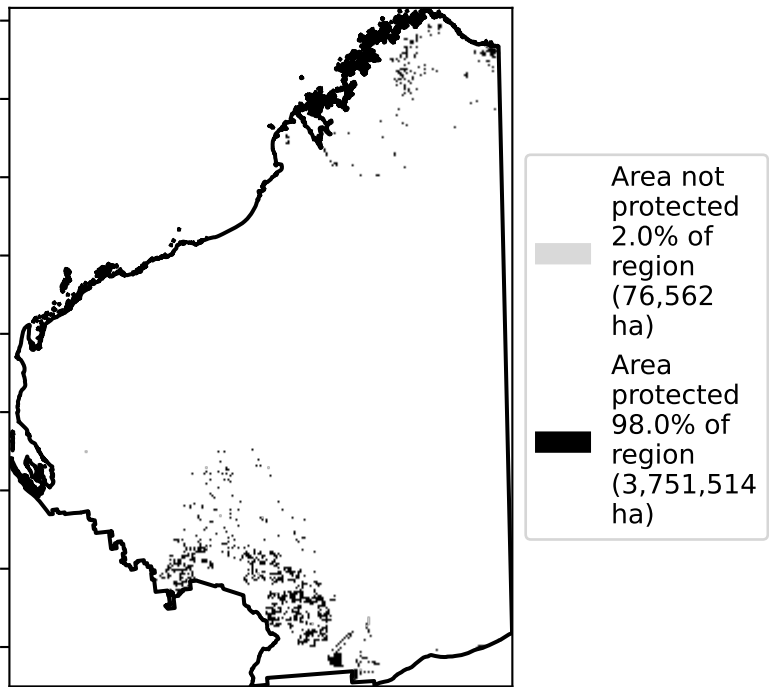 Area not
protected
2.0% of
region
(76,562
ha)
Area
protected
98.0% of
region
(3,751,514
ha)